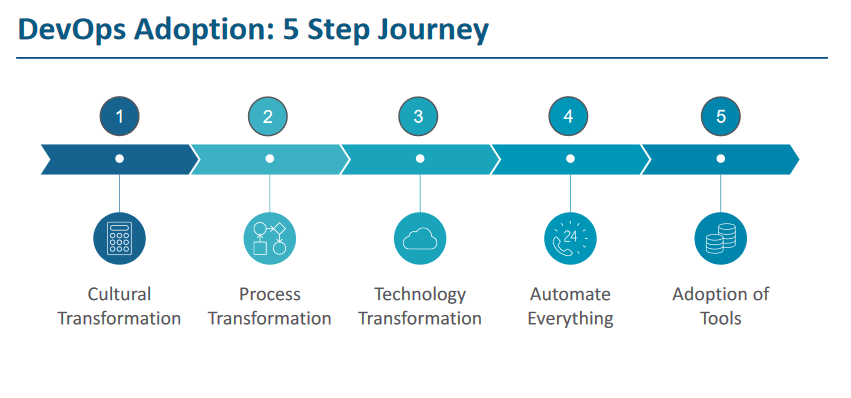 DevOps Adoption: 5 Step Journey
1
2
3
4
5
24
Cultural
Transformation
Process
Transformation
Technology
Transformation
Automate
Everything
Adoption of
Tools